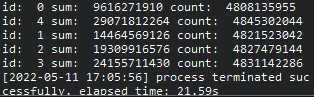 id:  0 sum:  9616271910 count:  4808135955
id:  4 sum:  29071812264 count:  4845302044
id:  1 sum:  14464569126 count:  4821523042
id:  2 sum:  19309916576 count:  4827479144
id:  3 sum:  24155711430 count:  4831142286
[2022-05-11 17:05:56] process terminated suc
cessfully, elapsed time: 21.59s